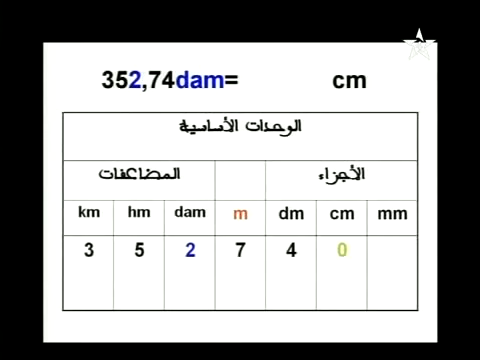 352,74dam= cm
الوحدات الأساسية
المضاعفات الأجزاء
km hm dam m dm cm mm
3 5 2 7 4 0